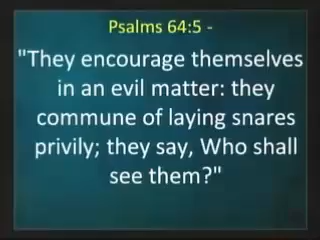 Psalms 64:5 -
"They encourage themselves
in an evil matter: they
commune of laying snares
privily; they say, Who shall
see them?"